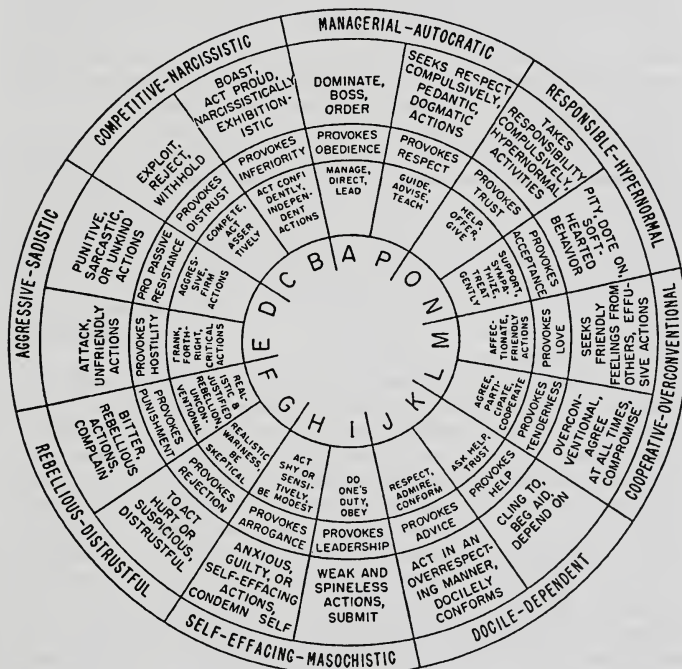 MANAGERIAL-AUTOCRATIC
RESPONSIBLE-HYPERNORMAL
COOPERATIVE-OVERCONVENTIONAL
DOCILE-DEPENDENT
SELF-EFFACING-MASOCHISTIC
REBELLIOUS-DISTRUSTFUL
AGGRESSIVE-SADISTIC
COMPETITIVE-NARCISSISTIC
DOMINATE,
BOSS,
ORDER
PROVOKES
OBEDIENCE
MANAGE,
DIRECT,
LEAD
A
SEEKS RESPECT
COMPULSIVELY,
PEDANTIC,
DOGMATIC
ACTIONS
PROVOKES
RESPECT
GUIDE,
ADVISE,
TEACH
P
TAKES
RESPONSIBILITY
COMPULSIVELY,
HYPERNORMAL
ACTIVITIES
PROVOKES
TRUST
HELP,
OFFER,
GIVE
O
PITY, DOTE ON,
SOFT-
HEARTED
BEHAVIOR
PROVOKES
ACCEPTANCE
SUPPORT,
SYMPA-
THIZE,
TREAT
GENTLY
N
SEEKS
FRIENDLY
FEELINGS FROM
OTHERS, EFFU-
SIVE ACTIONS
PROVOKES
LOVE
AFFEC-
TIONATE,
FRIENDLY
ACTIONS
M
OVERCON-
VENTIONAL,
AGREE
AT ALL TIMES,
COMPROMISE
PROVOKES
TENDERNESS
AGREE,
PARTI-
CIPATE,
COOPERATE
L
CLING TO,
BEG AID,
DEPEND ON
PROVOKES
HELP
ASK HELP,
TRUST
K
ACT IN AN
OVERRESPECT-
ING MANNER,
DOCILELY
CONFORMS
PROVOKES
ADVICE
RESPECT,
ADMIRE,
CONFORM
J
WEAK AND
SPINELESS
ACTIONS,
SUBMIT
PROVOKES
LEADERSHIP
DO
ONE'S
DUTY,
OBEY
I
ANXIOUS,
GUILTY, OR
SELF-EFFACING
ACTIONS,
CONDEMN SELF
PROVOKES
ARROGANCE
ACT
SHY OR
SENSI-
TIVELY,
BE MODEST
H
TO ACT
HURT OR
SUSPICIOUS,
DISTRUSTFUL
PROVOKES
REJECTION
REALISTIC
WARINESS,
BE
SKEPTICAL
G
BITTER,
REBELLIOUS
ACTIONS,
COMPLAIN
PROVOKES
PUNISHMENT
REAL-
ISTIC &
JUSTIFIED
REBELLION,
UNCON-
VENTIONAL
F
ATTACK,
UNFRIENDLY
ACTIONS
PROVOKES
HOSTILITY
FRANK,
FORTH-
RIGHT,
CRITICAL
ACTIONS
E
PUNITIVE,
SARCASTIC,
OR UNKIND
ACTIONS
PRO PASSIVE
RESISTANCE
AGGRES-
SIVE,
FIRM
ACTIONS
D
EXPLOIT,
REJECT,
WITHHOLD
PROVOKES
DISTRUST
COMPETE,
ACT
ASSER
TIVELY
C
BOAST,
ACT PROUD,
NARCISSISTICALLY
EXHIBITION-
ISTIC
PROVOKES
INFERIORITY
ACT CONFI
DENTLY,
INDEPEN-
DENT
ACTIONS
B